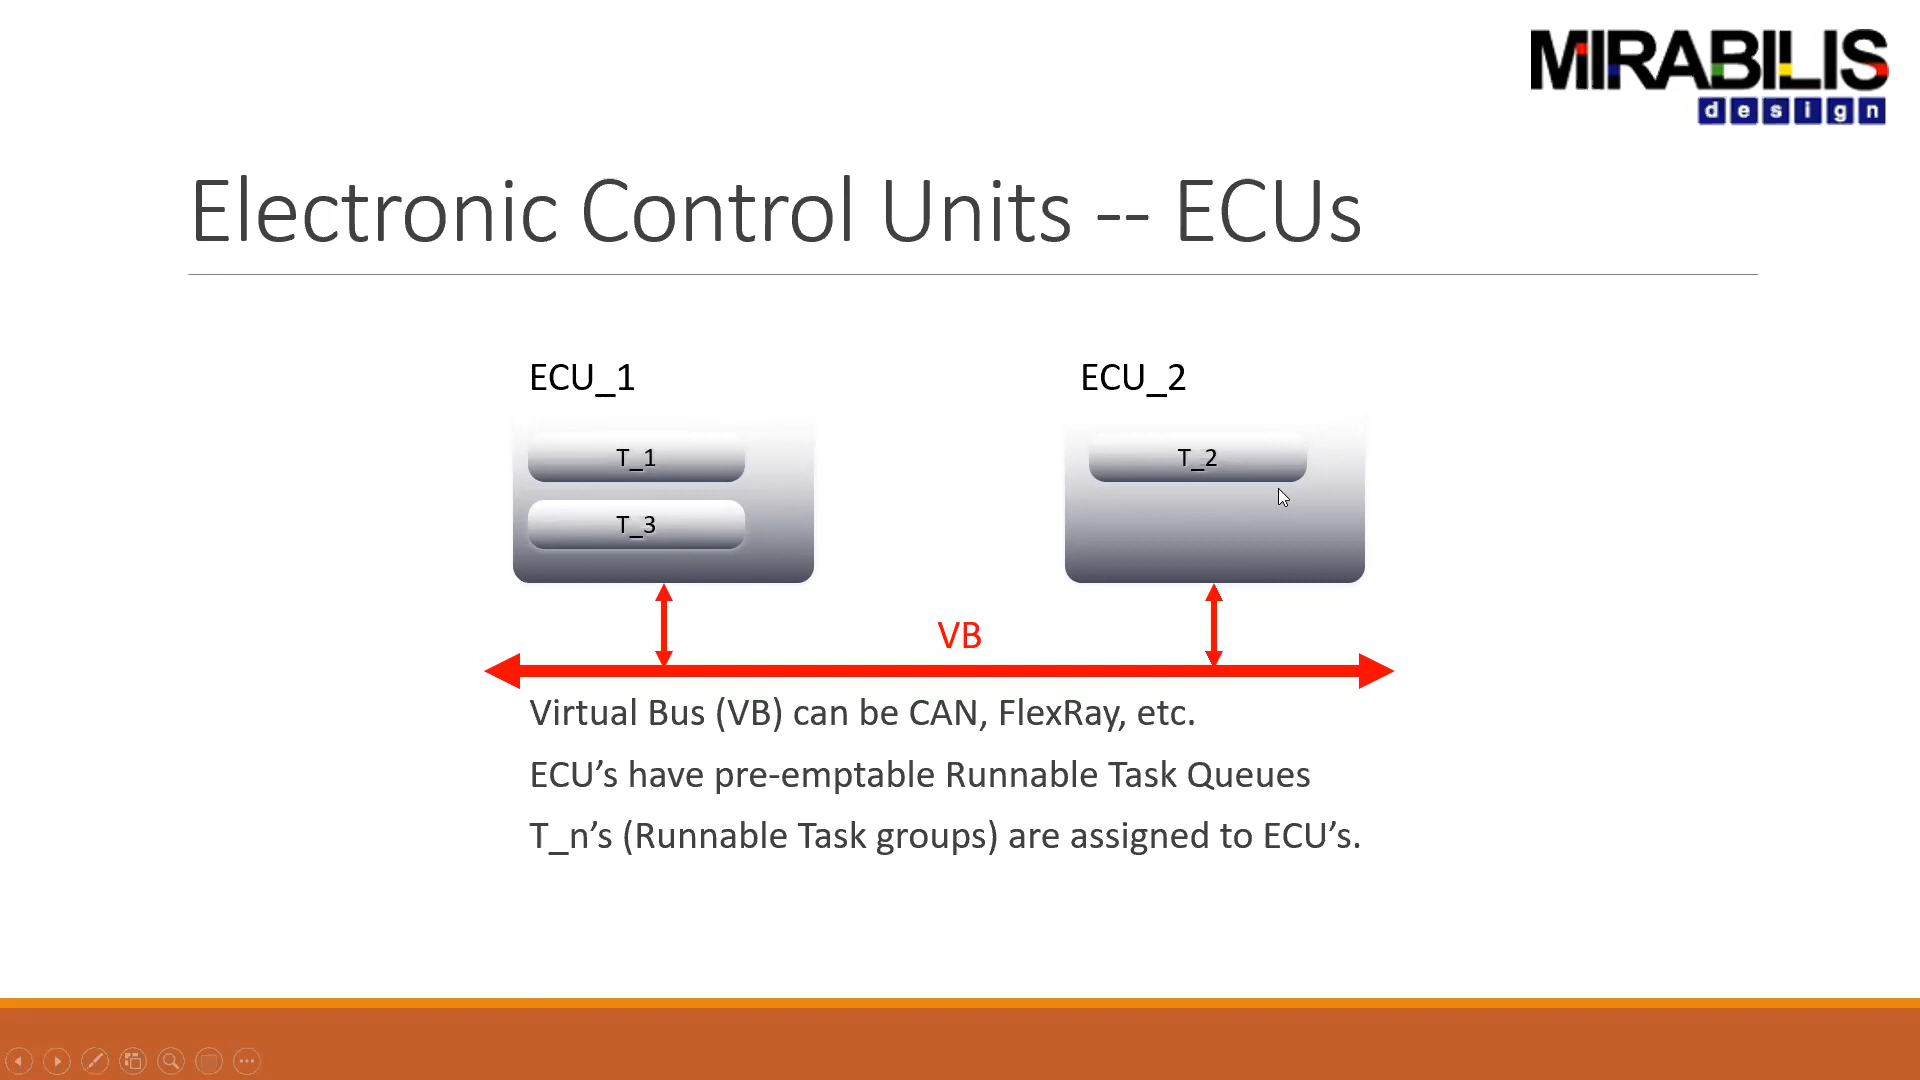 MIRABILIS
design
Electronic Control Units -- ECUs
ECU_1
ECU_2
T_1
T_2
T_3
VB
Virtual Bus (VB) can be CAN, FlexRay, etc.
ECU’s have pre-emptable Runnable Task Queues
T_n’s (Runnable Task groups) are assigned to ECU’s.